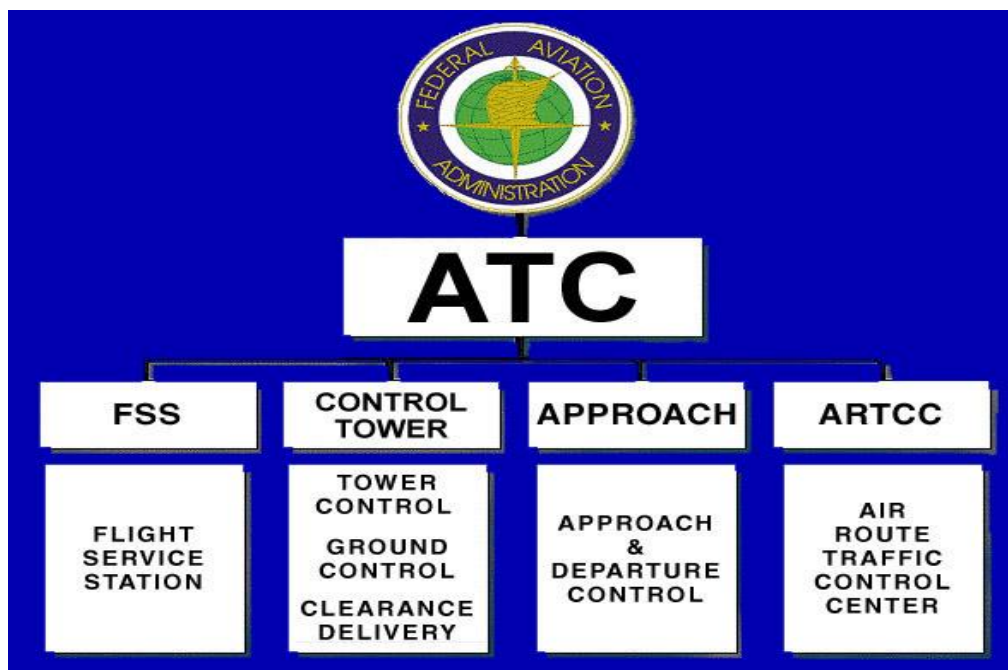 FEDERAL AVIATION
ADMINISTRATION
ATC
FSS
CONTROL
TOWER
APPROACH
ARTCC
FLIGHT
SERVICE
STATION
TOWER
CONTROL
GROUND
CONTROL
CLEARANCE
DELIVERY
APPROACH
&
DEPARTURE
CONTROL
AIR
ROUTE
TRAFFIC
CONTROL
CENTER